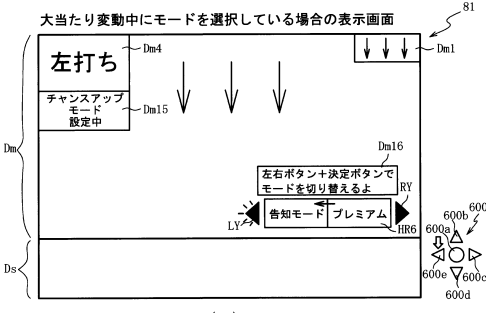 大当たり変動中にモードを選択している場合の表示画面
81
左打ち
Dm4
Dm1
チャンスアップ
モード
設定中
Dm15
Dm
Dm16
左右ボタン＋決定ボタンで
モードを切り替えるよ
RY
告知モード
プレミアム
LY
HR6
600
600b
600a
600e
600c
600d
Ds